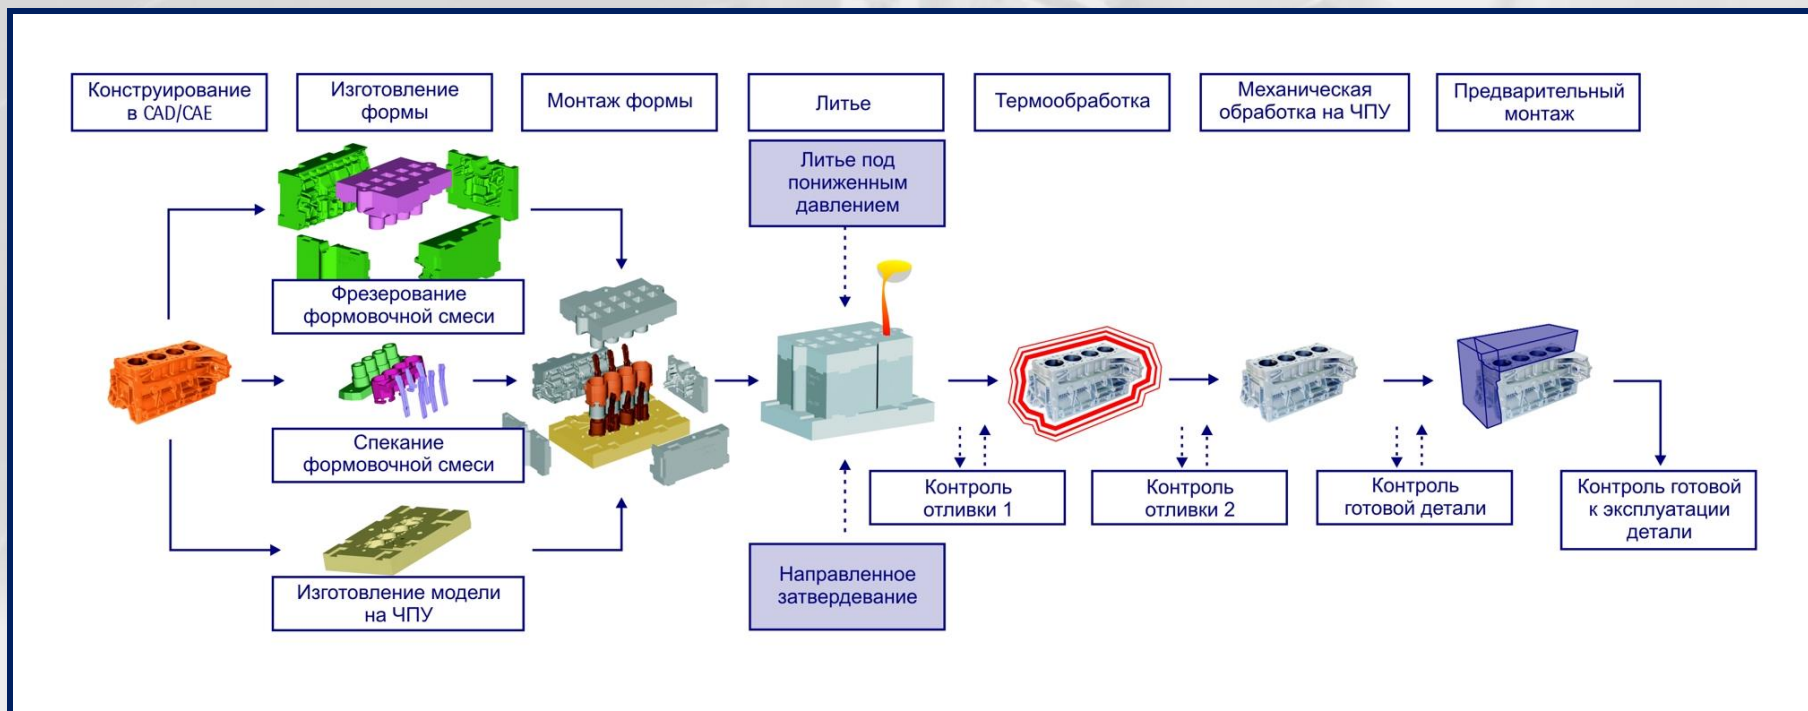 Конструирование
в CAD/CAE
Изготовление
формы
Монтаж формы
Литье
Термообработка
Механическая
обработка на ЧПУ
Предварительный
монтаж
Литье под
пониженным
давлением
Фрезерование
формовочной смеси
Спекание
формовочной смеси
Изготовление модели
на ЧПУ
Направленное
затвердевание
Контроль
отливки 1
Контроль
отливки 2
Контроль
готовой детали
Контроль готовой
к эксплуатации
детали